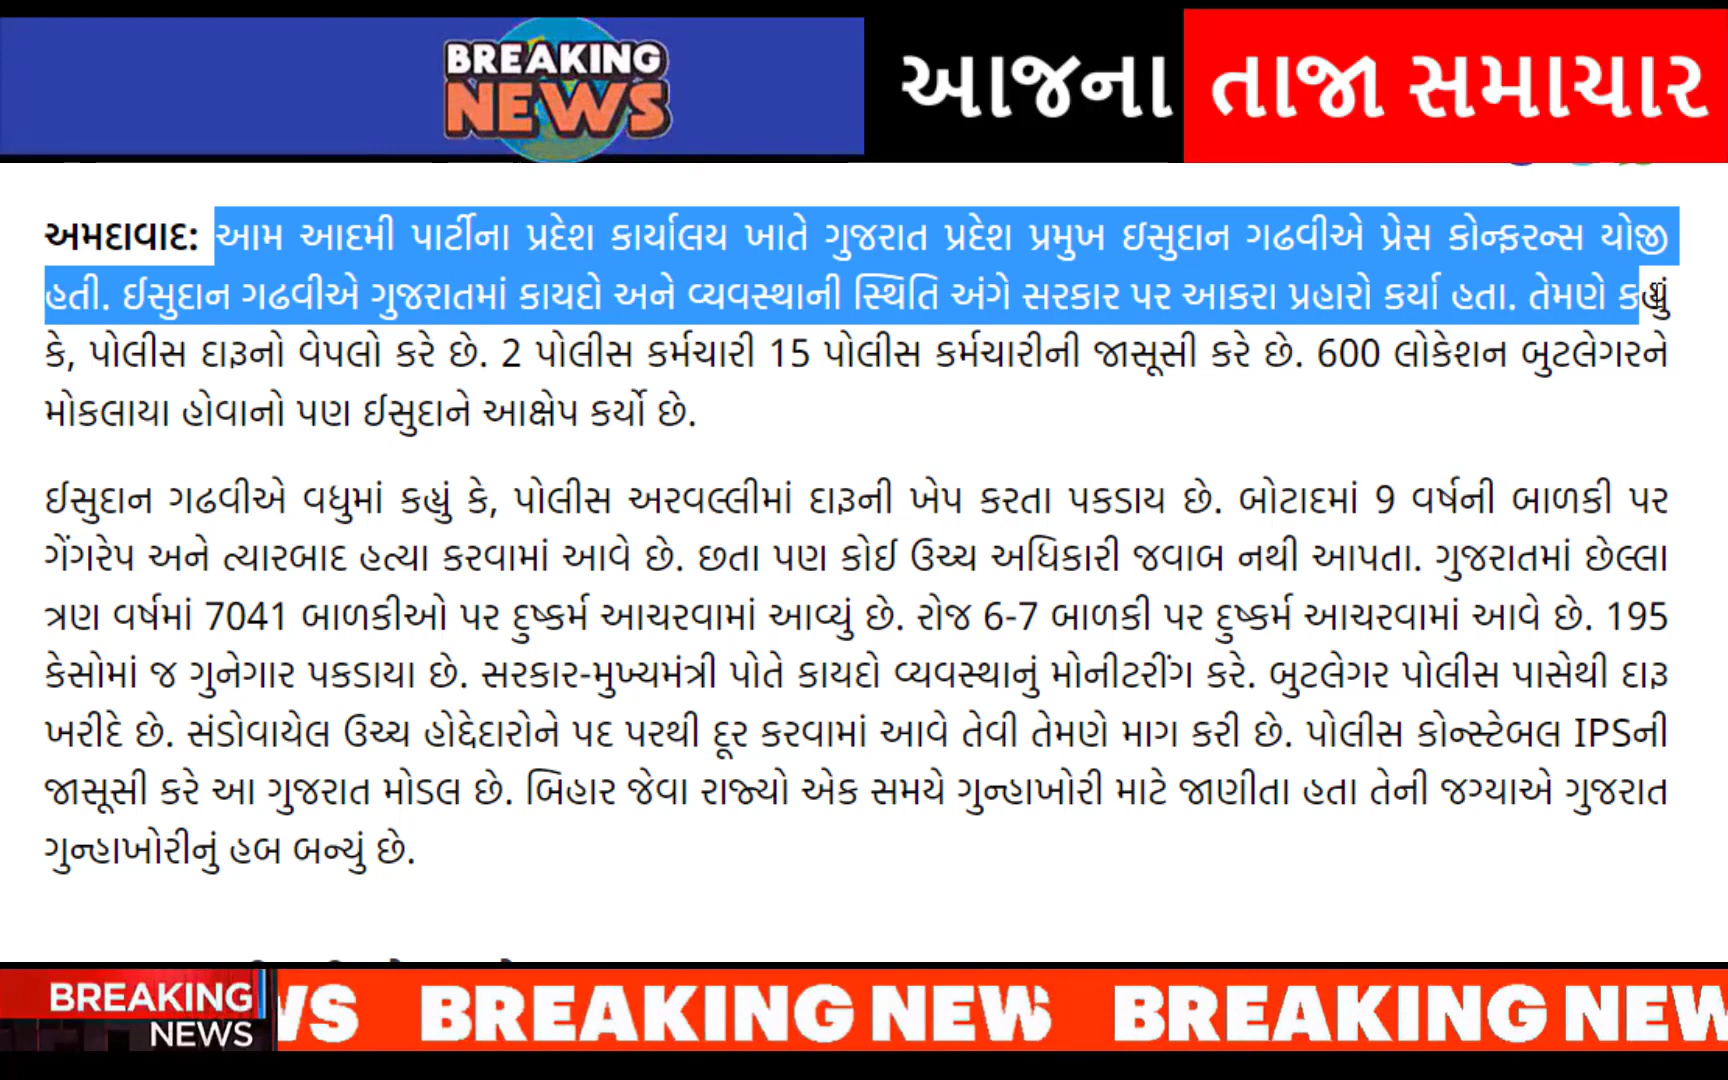 BREAKING
NEWS
આજના તાજા સમાચાર
અમદાવાદ: આમ આદમી પાર્ટીના પ્રદેશ કાર્યાલય ખાતે ગુજરાત પ્રદેશ પ્રમુખ ઇસુદાન ગઢવીએ પ્રેસ કોન્ફરન્સ યોજી
હતી. ઈસુદાન ગઢવીએ ગુજરાતમાં કાયદો અને વ્યવસ્થાની સ્થિતિ અંગે સરકાર પર આકરા પ્રહારો કર્યા હતા. તેમણે કહ્યું
કે, પોલીસ દારૂનો વેપલો કરે છે. 2 પોલીસ કર્મચારી 15 પોલીસ કર્મચારીની જાસૂસી કરે છે. 600 લોકેશન બુટલેગરને
મોકલાયા હોવાનો પણ ઈસુદાને આક્ષેપ કર્યો છે.
ઈસુદાન ગઢવીએ વધુમાં કહ્યું કે, પોલીસ અરવલ્લીમાં દારૂની ખેપ કરતા પકડાય છે. બોટાદમાં 9 વર્ષની બાળકી પર
ગેંગરેપ અને ત્યારબાદ હત્યા કરવામાં આવે છે. છતા પણ કોઈ ઉચ્ચ અધિકારી જવાબ નથી આપતા. ગુજરાતમાં છેલ્લા
ત્રણ વર્ષમાં 7041 બાળકીઓ પર દુષ્કર્મ આચરવામાં આવ્યું છે. રોજ 6-7 બાળકી પર દુષ્કર્મ આચરવામાં આવે છે. 195
કેસોમાં જ ગુનેગાર પકડાયા છે. સરકાર-મુખ્યમંત્રી પોતે કાયદો વ્યવસ્થાનું મોનીટરીંગ કરે. બુટલેગર પોલીસ પાસેથી દારૂ
ખરીદે છે. સંડોવાયેલ ઉચ્ચ હોદ્દેદારોને પદ પરથી દૂર કરવામાં આવે તેવી તેમણે માગ કરી છે. પોલીસ કોન્સ્ટેબલ IPSની
જાસૂસી કરે આ ગુજરાત મોડલ છે. બિહાર જેવા રાજ્યો એક સમયે ગુન્હાખોરી માટે જાણીતા હતા તેની જગ્યાએ ગુજરાત
ગુન્હાખોરીનું હબ બન્યું છે.
BREAKING
NEWS
WS BREAKING NEWS BREAKING NEW